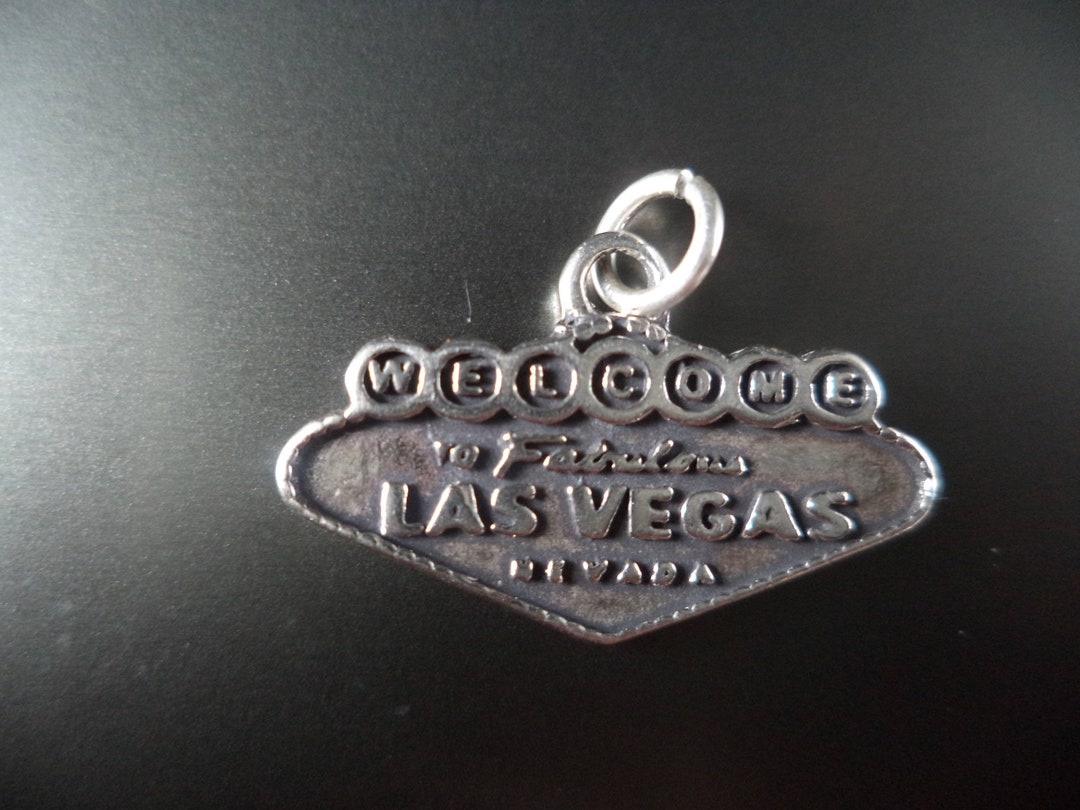 WELCOME
TO Fabulous
LAS VEGAS
NEVADA